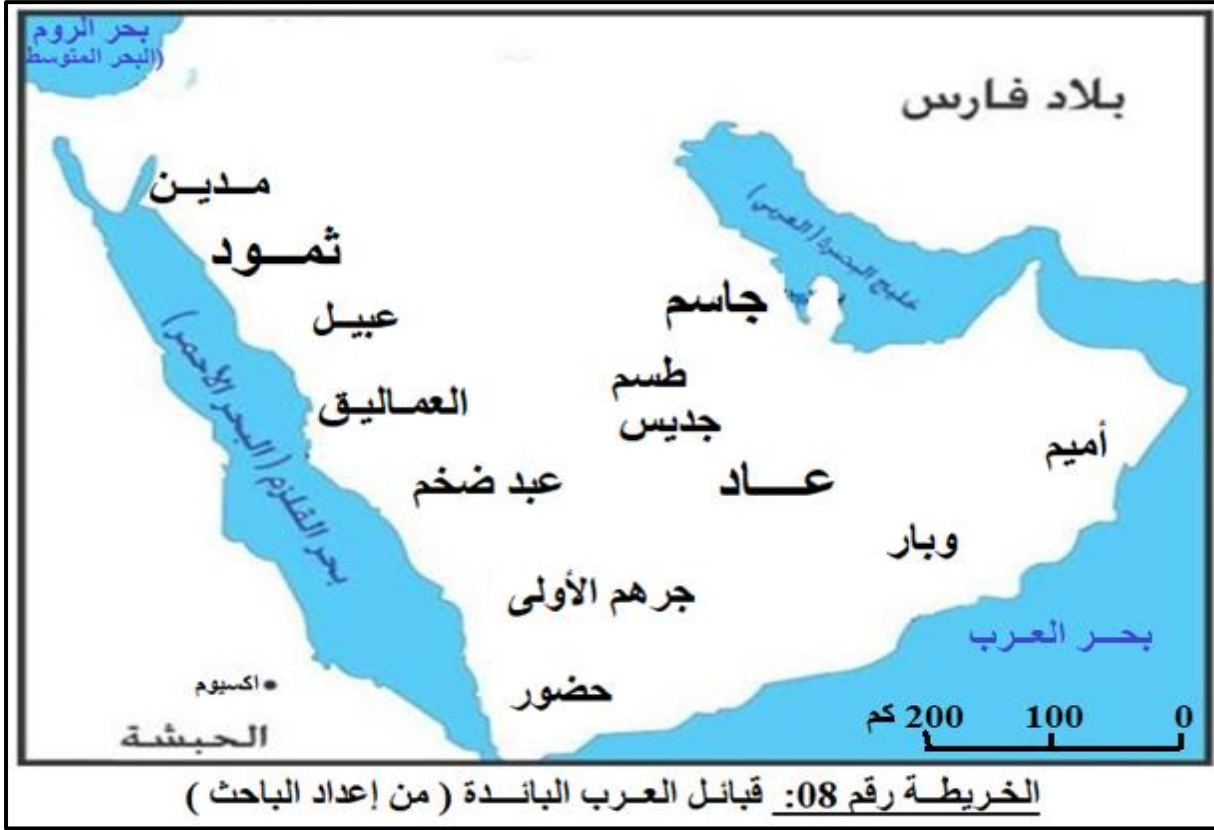 بحر الروم
(البحر المتوسط
بلاد فارس
مدين
ثمود
خليج البصرة (العربي)
جاسم
عبيل
بحر القلزم (البحر الأحمر)
طسم
العماليق
جديس
أميم
عاد
عبد ضخم
وبار
جرهم الأولى
بحر العرب
اكسيوم
حضور
الحبشة
0 100 200 كم
الخريطة رقم 08: قبائل العرب البائدة ( من إعداد الباحث )